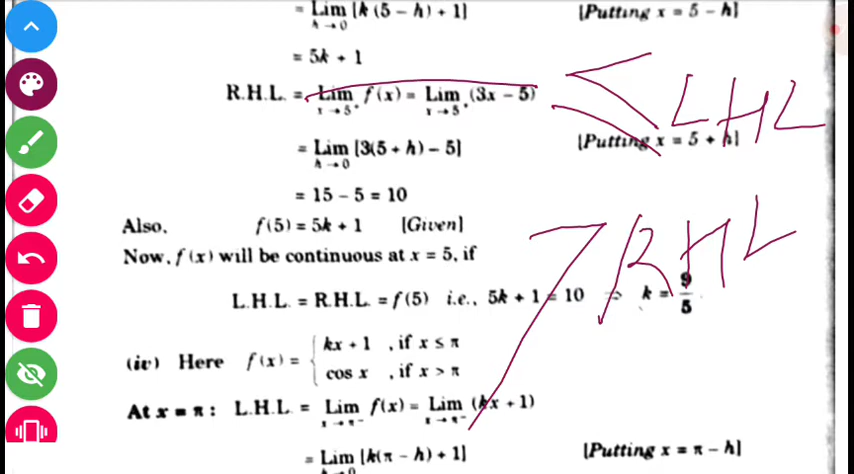 = Lim [k (5 − h) + 1] [Putting x = 5 − h]
h → 0
= 5k + 1
R.H.L. = Lim f(x) = Lim (3x − 5) < LHL
x → 5⁺ x → 5⁺
= Lim [3(5 + h) − 5] [Putting x = 5 + h]
h → 0
= 15 − 5 = 10
Also, f(5) = 5k + 1 [Given]
> RHL
Now, f(x) will be continuous at x = 5, if
L.H.L. = R.H.L. = f(5) i.e., 5k + 1 = 10 ⇒ k = 9/5
(iv) Here f(x) = { kx + 1 , if x ≤ π
cos x , if x > π
At x = π : L.H.L. = Lim f(x) = Lim (kx + 1)
x → π⁻ x → π⁻
= Lim [k(π − h) + 1] [Putting x = π − h]
h → 0